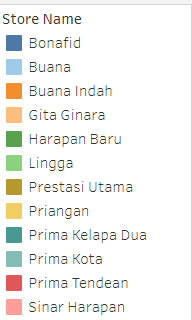 Store Name
Bonafid
Buana
Buana Indah
Gita Ginara
Harapan Baru
Lingga
Prestasi Utama
Priangan
Prima Kelapa Dua
Prima Kota
Prima Tendean
Sinar Harapan